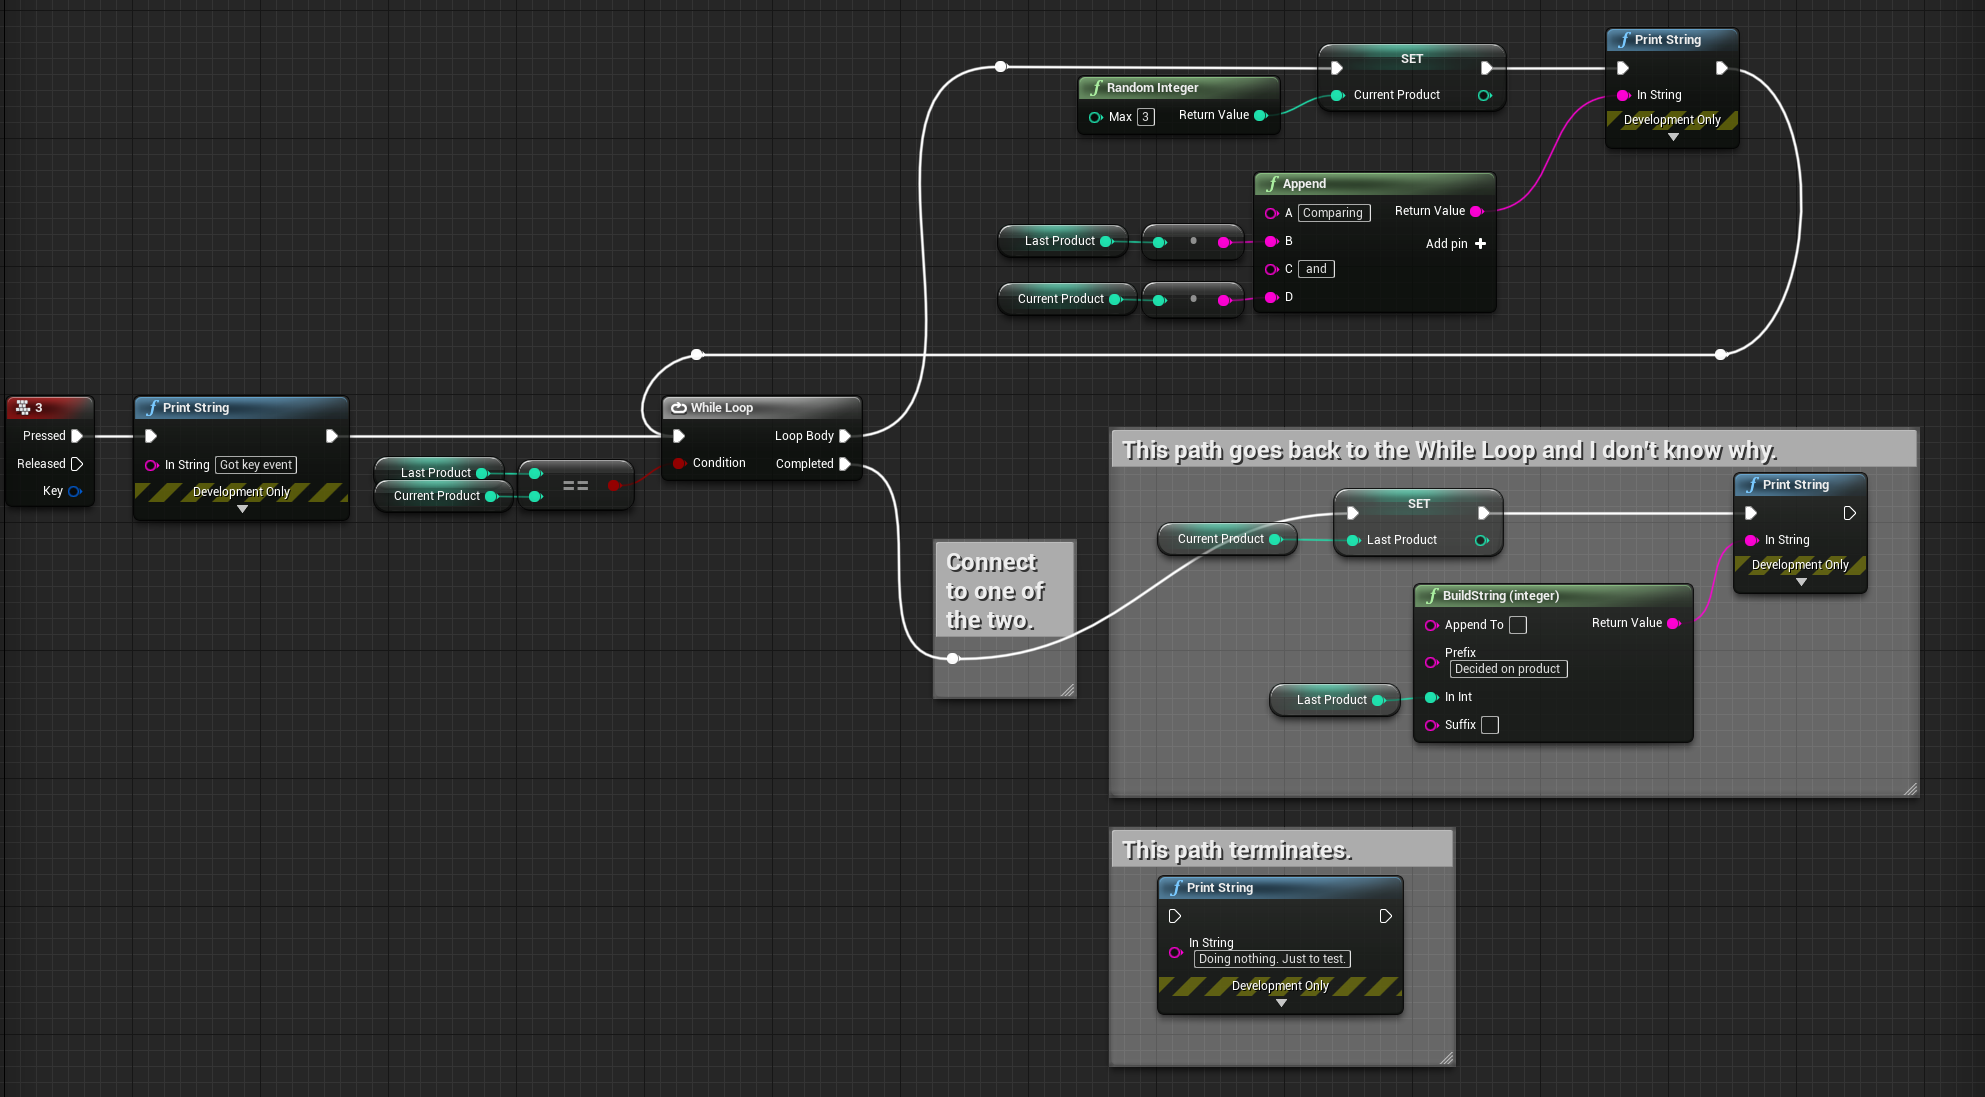 Print String
In String
Development Only
SET
Current Product
Random Integer
Max 3
Return Value
Append
A Comparing
Return Value
B
Add pin
C and
D
Last Product
Current Product
3
Pressed
Released
Key
Print String
In String Got key event
Development Only
Last Product
Current Product
==
While Loop
Loop Body
Condition
Completed
Connect
to one of
the two.
This path goes back to the While Loop and I don't know why.
Current Product
SET
Last Product
Print String
In String
Development Only
BuildString (integer)
Append To
Return Value
Prefix
Decided on product
In Int
Suffix
Last Product
This path terminates.
Print String
In String
Doing nothing. Just to test.
Development Only